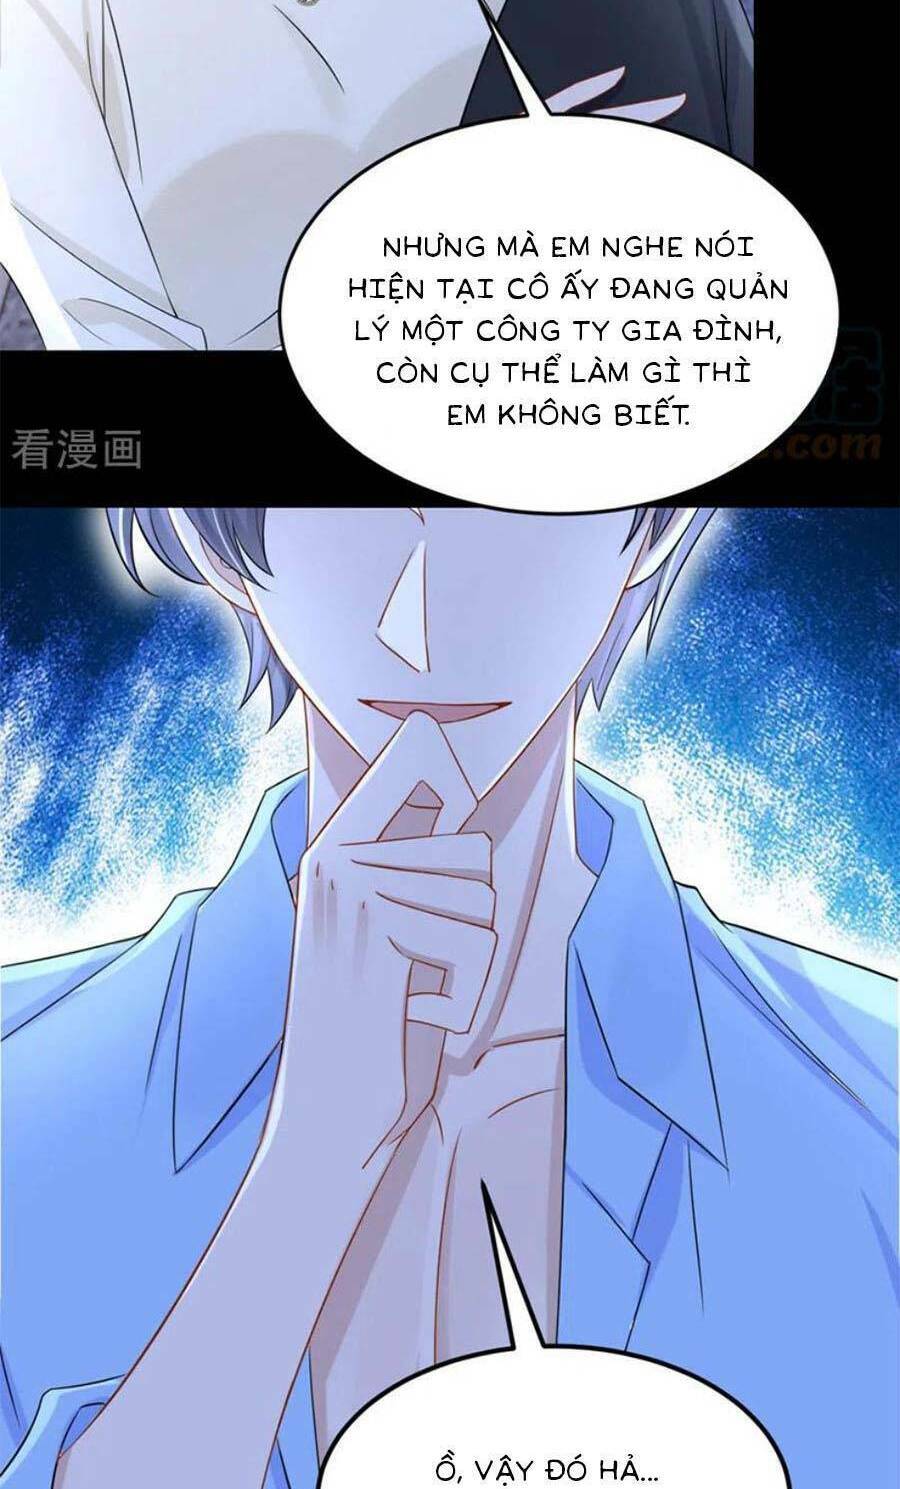 NHƯNG MÀ EM NGHE NÓI
HIỆN TẠI CÔ ẤY ĐANG QUẢN
LÝ MỘT CÔNG TY GIA ĐÌNH,
CÒN CỤ THỂ LÀM GÌ THÌ
EM KHÔNG BIẾT.
看漫画
.com
Ồ, VẬY ĐÓ HẢ...